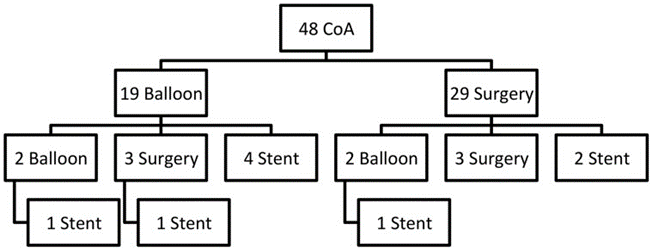 48 CoA
19 Balloon
29 Surgery
2 Balloon
3 Surgery
4 Stent
2 Balloon
3 Surgery
2 Stent
1 Stent
1 Stent
1 Stent